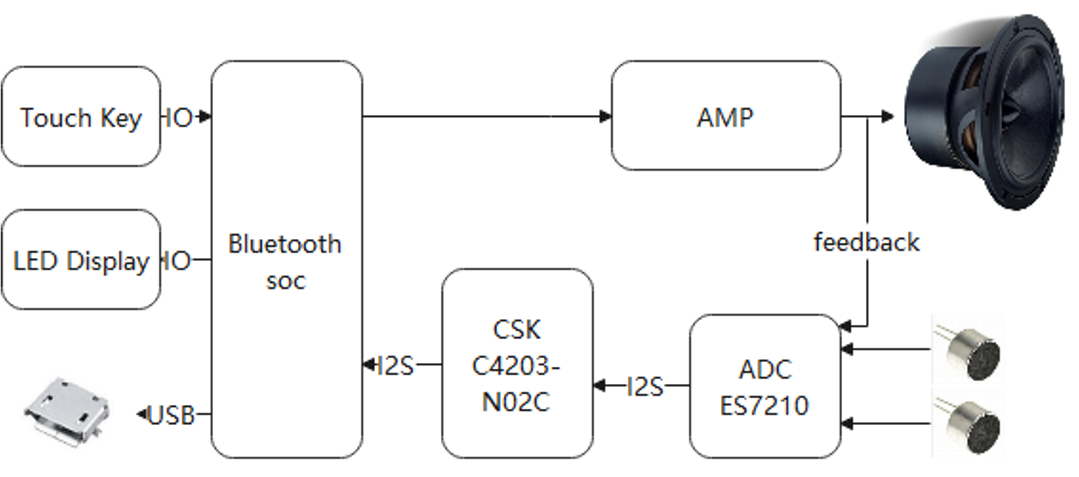 Touch Key
IO
AMP
LED Display
IO
Bluetooth
soc
feedback
CSK
C4203-
N02C
I2S
I2S
ADC
ES7210
USB